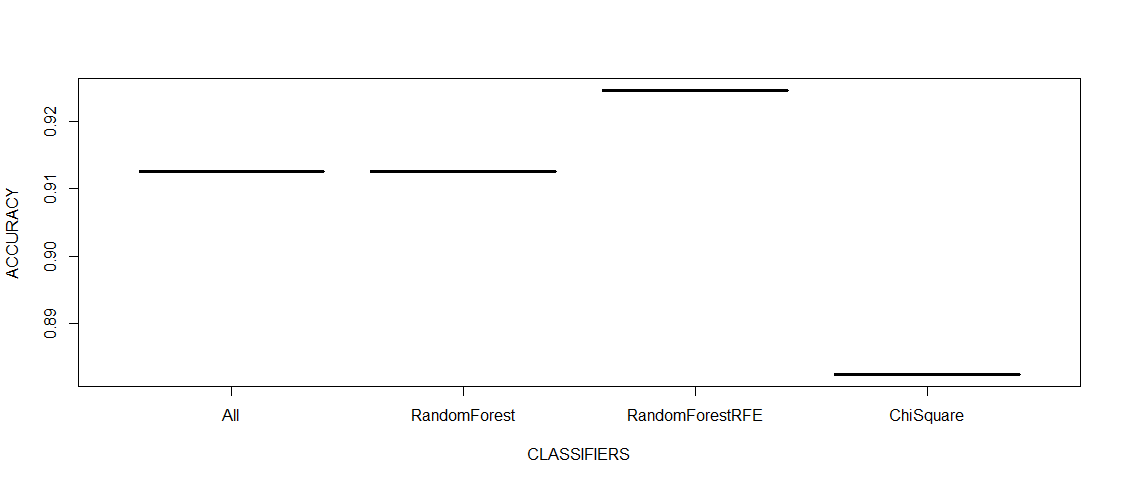 ACCURACY
0.92
0.91
0.90
0.89
All RandomForest RandomForestRFE ChiSquare
CLASSIFIERS